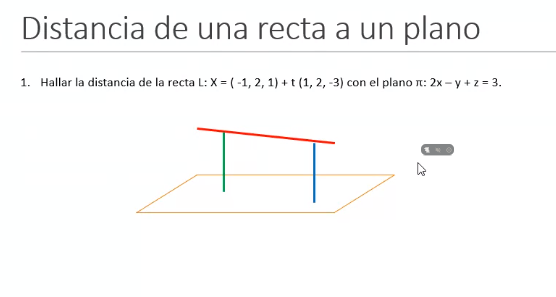 Distancia de una recta a un plano
1. Hallar la distancia de la recta L: X = ( -1, 2, 1) + t (1, 2, -3) con el plano π: 2x – y + z = 3.